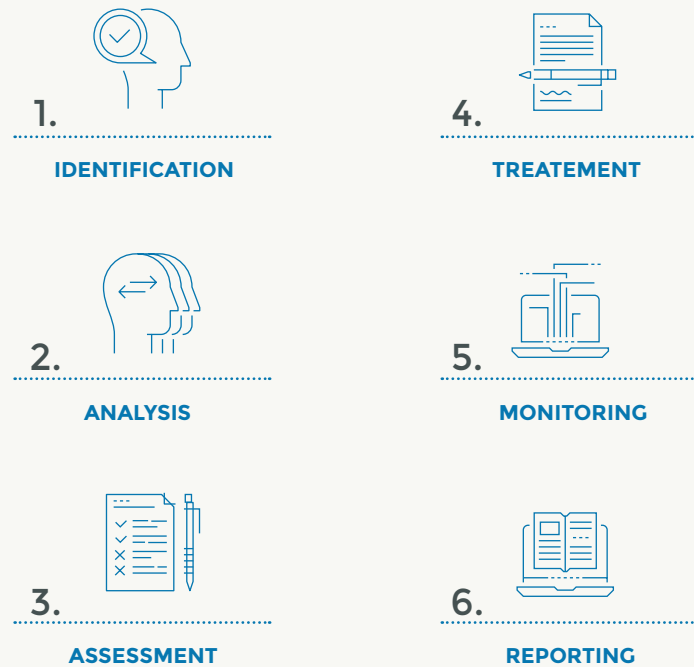 1.
IDENTIFICATION
2.
ANALYSIS
3.
ASSESSMENT
4.
TREATEMENT
5.
MONITORING
6.
REPORTING